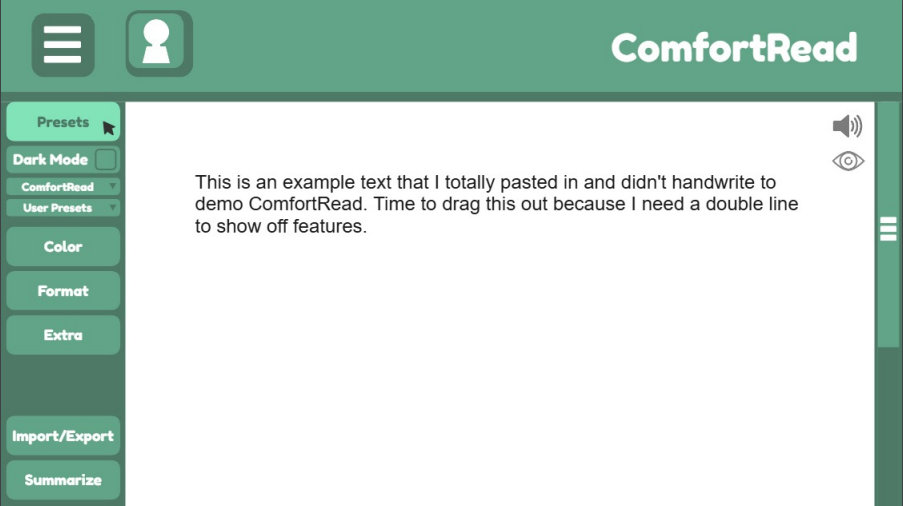 ComfortRead
Presets
Dark Mode
ComfortRead
User Presets
Color
Format
Extra
Import/Export
Summarize
This is an example text that I totally pasted in and didn't handwrite to
demo ComfortRead. Time to drag this out because I need a double line
to show off features.